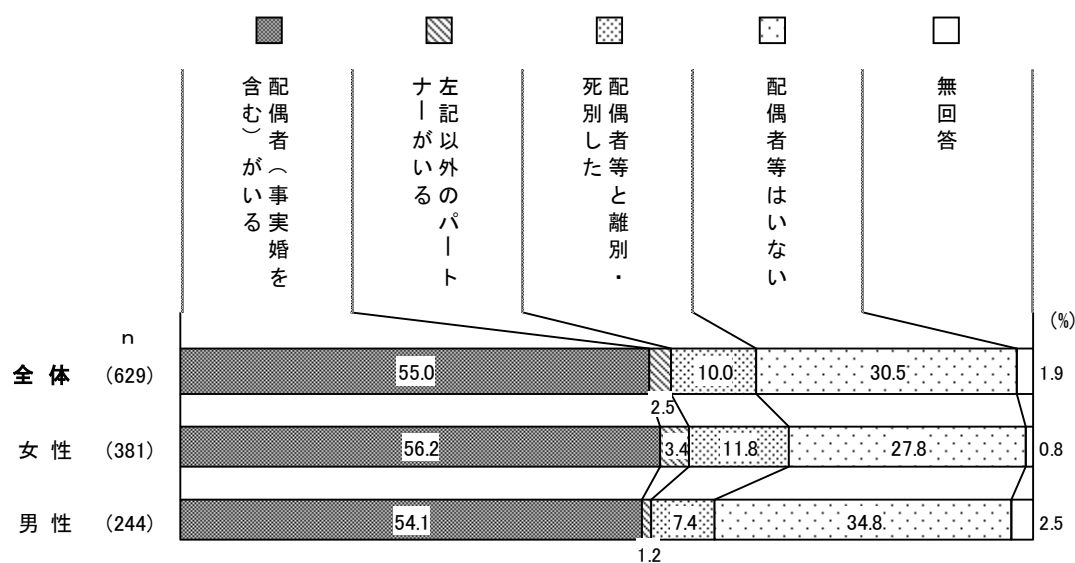 配偶者（事実婚を
含む）がいる
左記以外のパート
ナーがいる
配偶者等と離別・
死別した
配偶者等はいない
無回答
(%)
n
全体 (629) 55.0 2.5 10.0 30.5 1.9
女性 (381) 56.2 3.4 11.8 27.8 0.8
男性 (244) 54.1 1.2 7.4 34.8 2.5